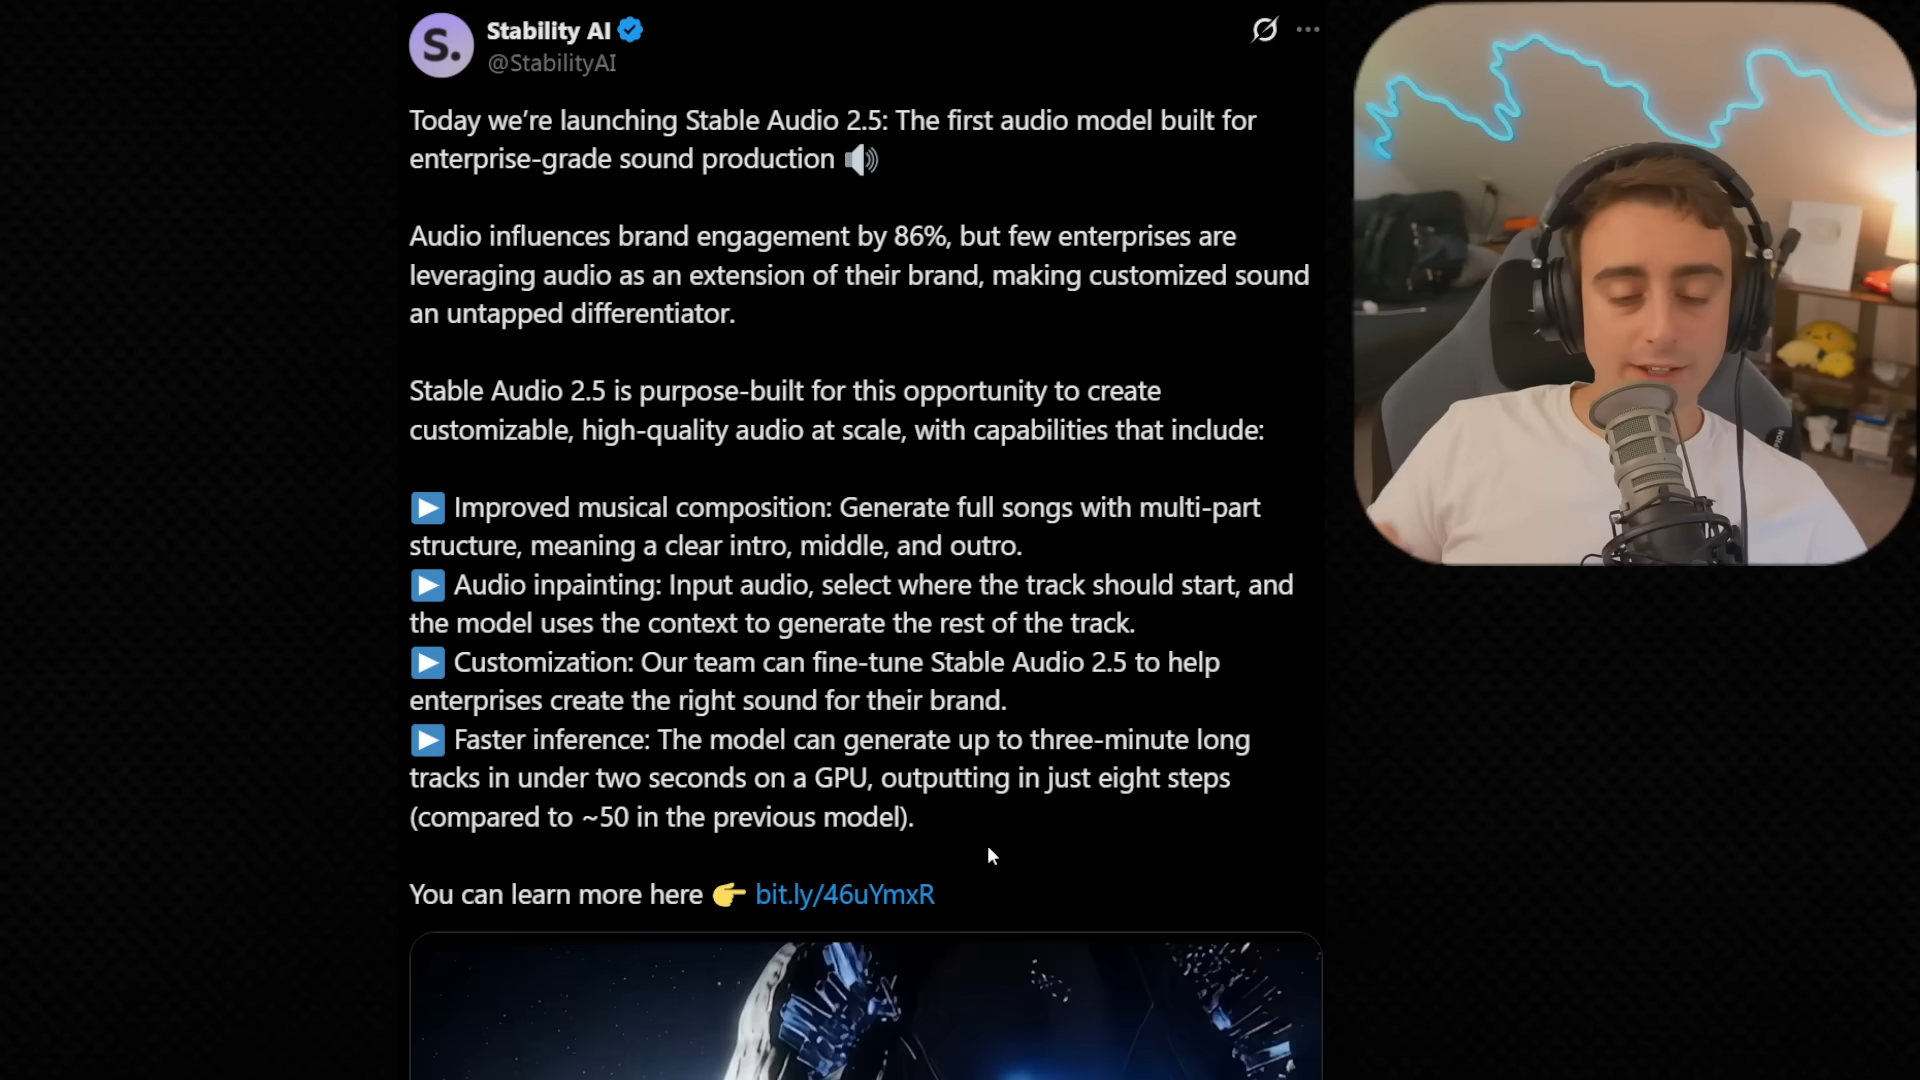 S.
Stability AI
@StabilityAI
Today we're launching Stable Audio 2.5: The first audio model built for
enterprise-grade sound production 🔊
Audio influences brand engagement by 86%, but few enterprises are
leveraging audio as an extension of their brand, making customized sound
an untapped differentiator.
Stable Audio 2.5 is purpose-built for this opportunity to create
customizable, high-quality audio at scale, with capabilities that include:
▶️ Improved musical composition: Generate full songs with multi-part
structure, meaning a clear intro, middle, and outro.
▶️ Audio inpainting: Input audio, select where the track should start, and
the model uses the context to generate the rest of the track.
▶️ Customization: Our team can fine-tune Stable Audio 2.5 to help
enterprises create the right sound for their brand.
▶️ Faster inference: The model can generate up to three-minute long
tracks in under two seconds on a GPU, outputting in just eight steps
(compared to ~50 in the previous model).
You can learn more here 👉 bit.ly/46uYmxR